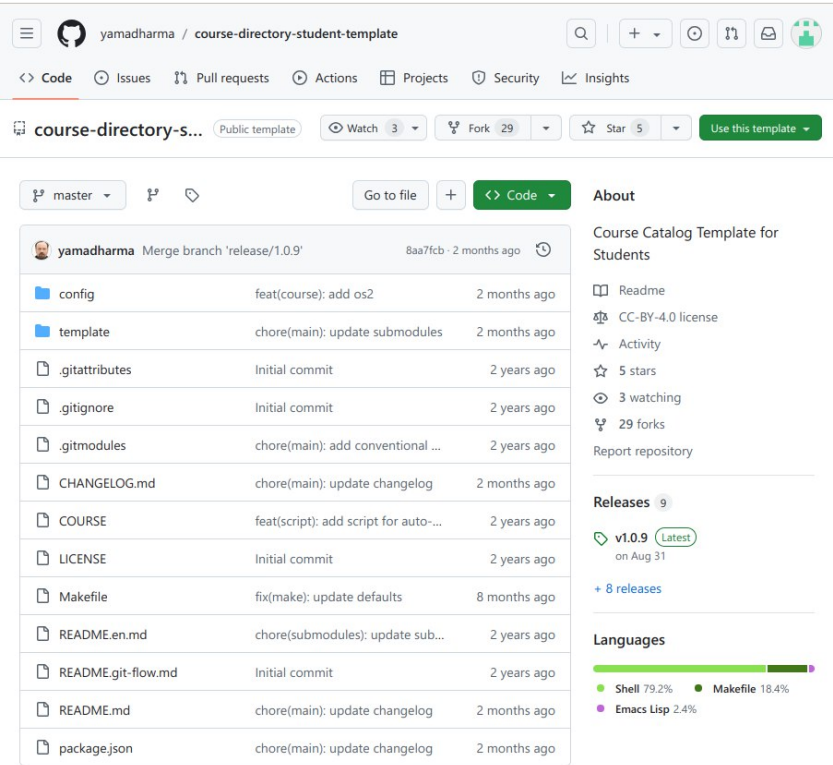 yamadharma / course-directory-student-template
Code Issues Pull requests Actions Projects Security Insights
course-directory-s... Public template Watch 3 Fork 29 Star 5 Use this template
master Go to file Code
yamadharma Merge branch 'release/1.0.9' 8aa7fcb · 2 months ago
config feat(course): add os2 2 months ago
template chore(main): update submodules 2 months ago
.gitattributes Initial commit 2 years ago
.gitignore Initial commit 2 years ago
.gitmodules chore(main): add conventional ... 2 years ago
CHANGELOG.md chore(main): update changelog 2 months ago
COURSE feat(script): add script for auto-... 2 years ago
LICENSE Initial commit 2 years ago
Makefile fix(make): update defaults 8 months ago
README.en.md chore(submodules): update sub... 2 years ago
README.git-flow.md Initial commit 2 years ago
README.md chore(main): update changelog 2 months ago
package.json chore(main): update changelog 2 months ago
About
Course Catalog Template for
Students
Readme
CC-BY-4.0 license
Activity
5 stars
3 watching
29 forks
Report repository
Releases 9
v1.0.9 Latest
on Aug 31
+ 8 releases
Languages
Shell 79.2% Makefile 18.4%
Emacs Lisp 2.4%